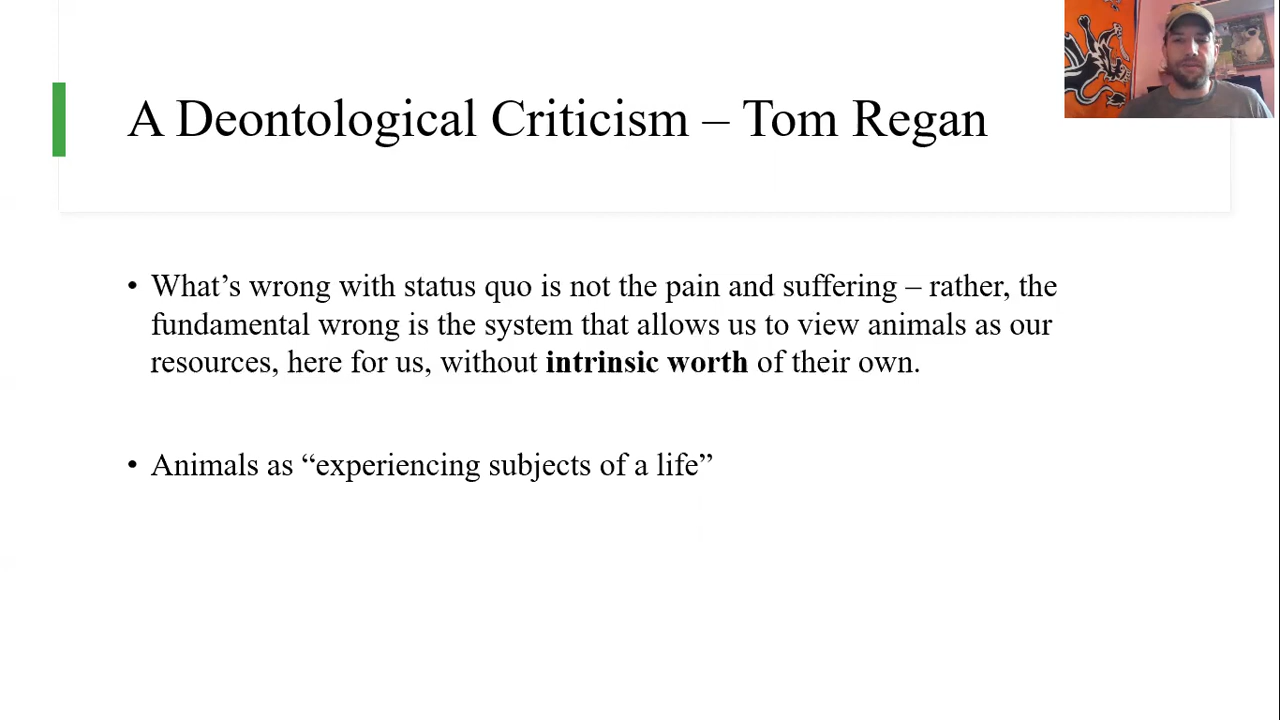 A Deontological Criticism – Tom Regan
• What’s wrong with status quo is not the pain and suffering – rather, the
fundamental wrong is the system that allows us to view animals as our
resources, here for us, without intrinsic worth of their own.
• Animals as “experiencing subjects of a life”